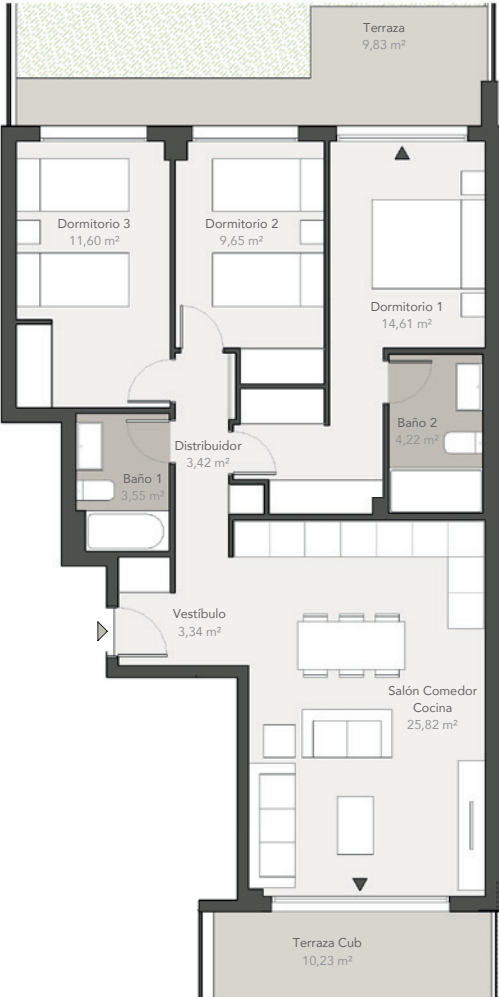 Terraza
9,83 m²
Dormitorio 3
11,60 m²
Dormitorio 2
9,65 m²
Dormitorio 1
14,61 m²
Baño 2
4,22 m²
Distribuidor
3,42 m²
Baño 1
3,55 m²
Vestíbulo
3,34 m²
Salón Comedor
Cocina
25,82 m²
Terraza Cub
10,23 m²